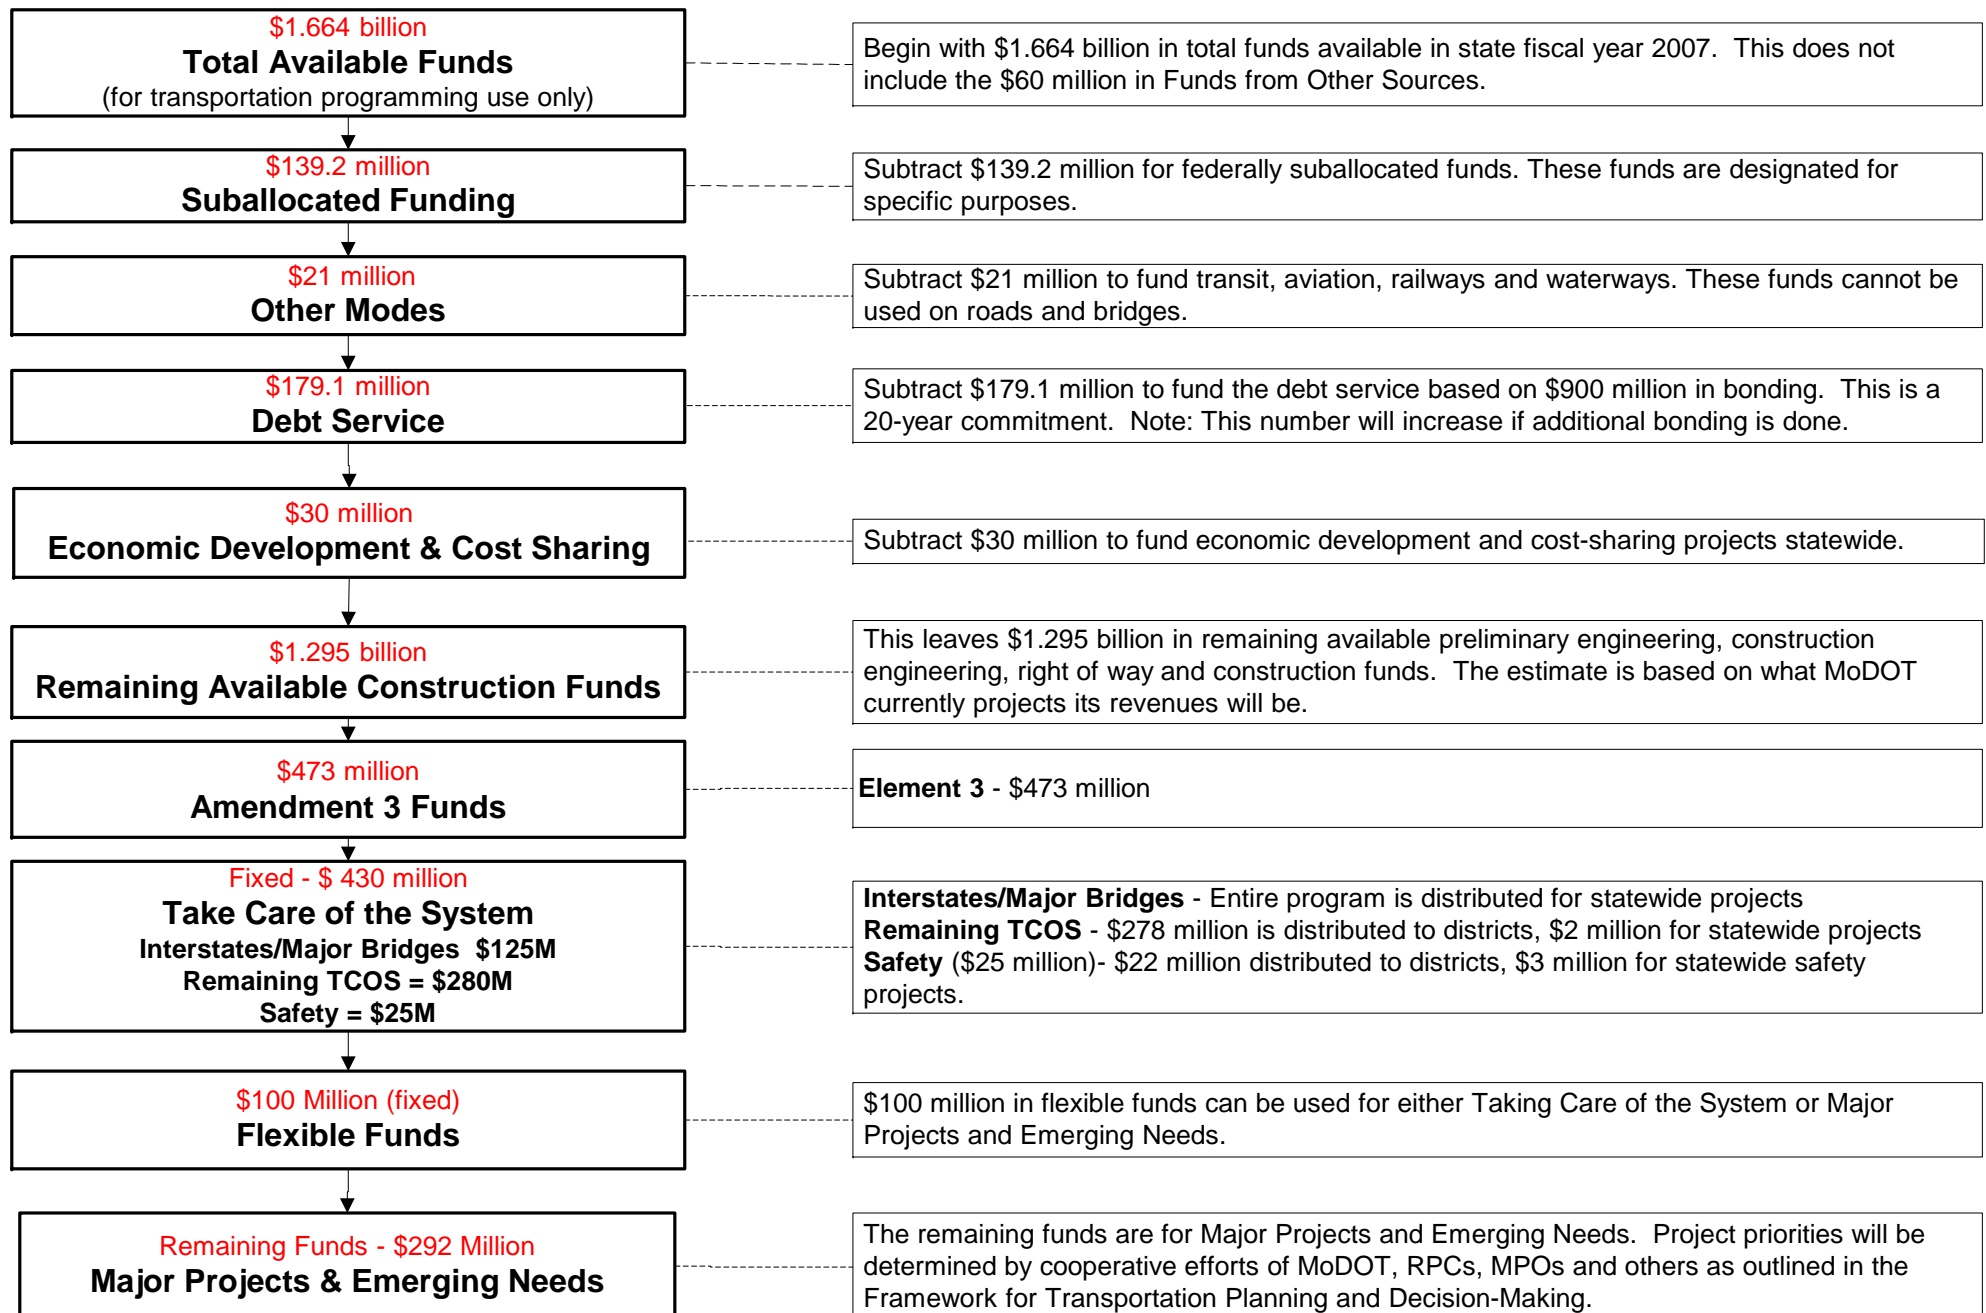 $1.664 billion
Total Available Funds
(for transportation programming use only)
Begin with $1.664 billion in total funds available in state fiscal year 2007.  This does not
include the $60 million in Funds from Other Sources.
$139.2 million
Suballocated Funding
Subtract $139.2 million for federally suballocated funds. These funds are designated for
specific purposes.
$21 million
Other Modes
Subtract $21 million to fund transit, aviation, railways and waterways. These funds cannot be
used on roads and bridges.
$179.1 million
Debt Service
Subtract $179.1 million to fund the debt service based on $900 million in bonding.  This is a
20-year commitment.  Note: This number will increase if additional bonding is done.
$30 million
Economic Development & Cost Sharing
Subtract $30 million to fund economic development and cost-sharing projects statewide.
$1.295 billion
Remaining Available Construction Funds
This leaves $1.295 billion in remaining available preliminary engineering, construction
engineering, right of way and construction funds.  The estimate is based on what MoDOT
currently projects its revenues will be.
$473 million
Amendment 3 Funds
Element 3 - $473 million
Fixed - $ 430 million
Take Care of the System
Interstates/Major Bridges  $125M
Remaining TCOS = $280M
Safety = $25M
Interstates/Major Bridges - Entire program is distributed for statewide projects
Remaining TCOS - $278 million is distributed to districts, $2 million for statewide projects
Safety ($25 million)- $22 million distributed to districts, $3 million for statewide safety
projects.
$100 Million (fixed)
Flexible Funds
$100 million in flexible funds can be used for either Taking Care of the System or Major
Projects and Emerging Needs.
Remaining Funds - $292 Million
Major Projects & Emerging Needs
The remaining funds are for Major Projects and Emerging Needs.  Project priorities will be
determined by cooperative efforts of MoDOT, RPCs, MPOs and others as outlined in the
Framework for Transportation Planning and Decision-Making.